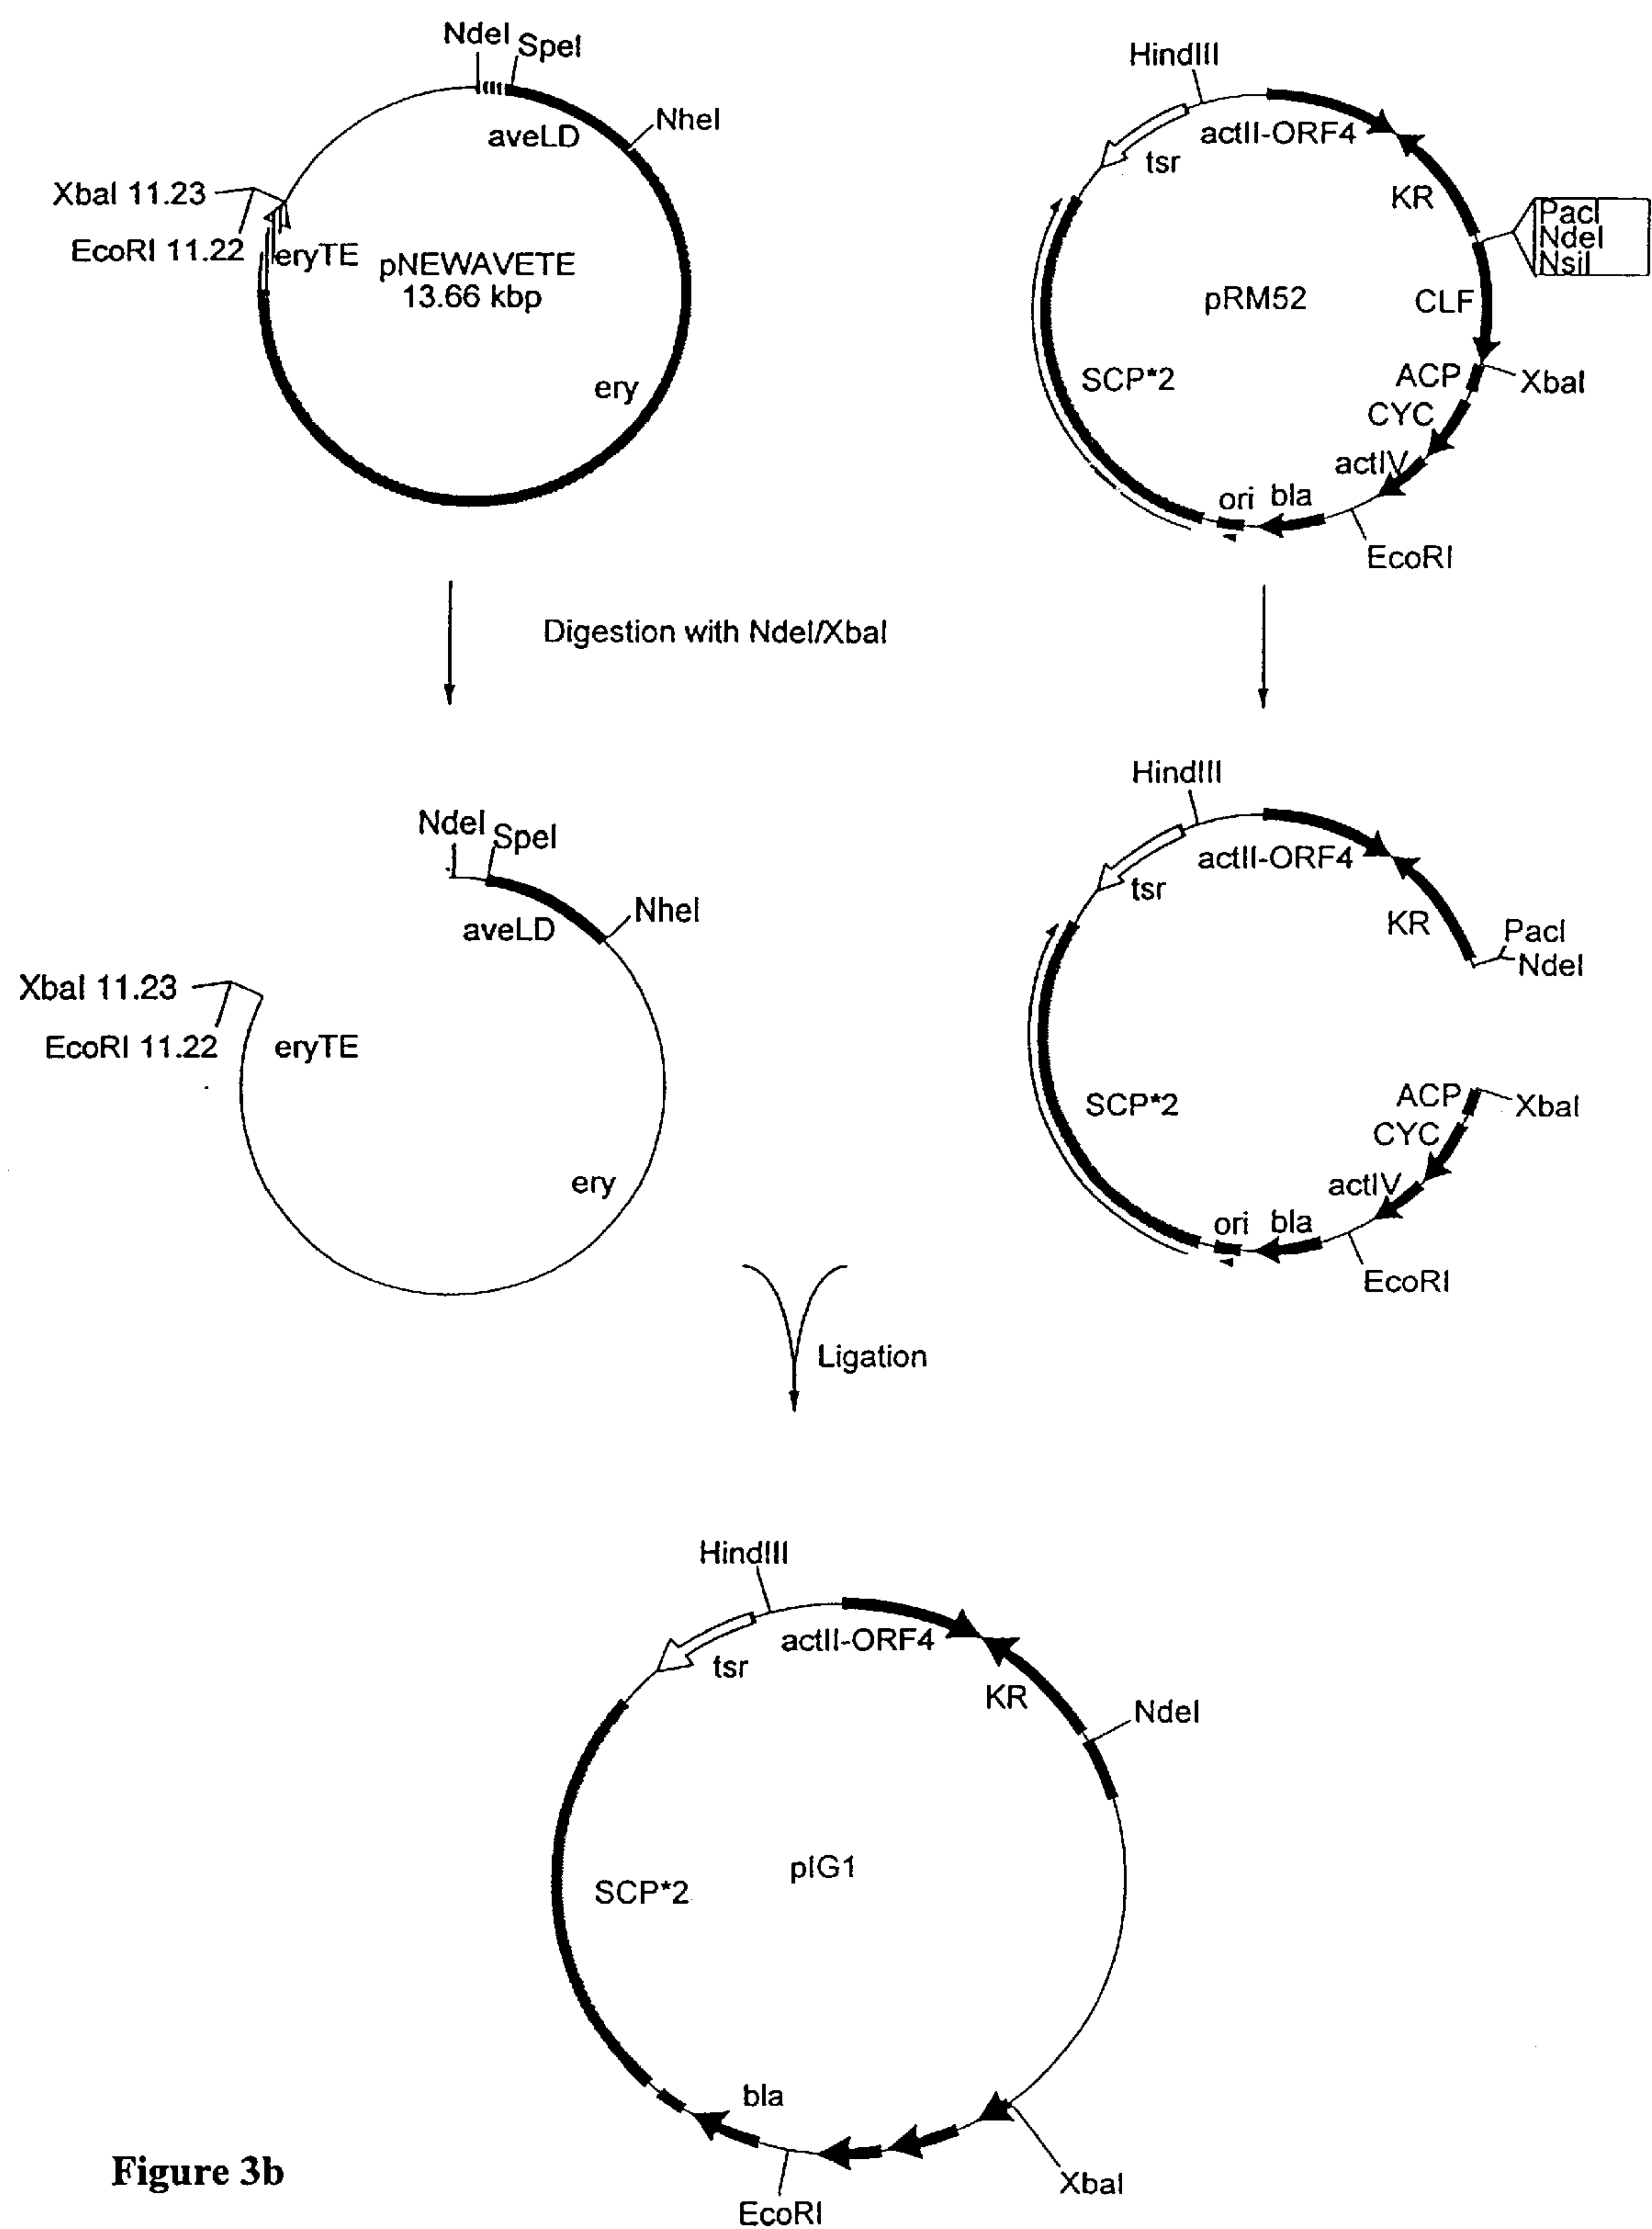 NdeI
SpeI
NheI
aveLD
XbaI 11.23
EcoRI 11.22
eryTE
pNEWAVETE
13.66 kbp
ery
HindIII
actII-ORF4
tsr
KR
PacI
NdeI
NsiI
CLF
pRM52
SCP*2
ACP
XbaI
CYC
actIV
ori bla
EcoRI
Digestion with NdeI/XbaI
NdeI
SpeI
NheI
aveLD
XbaI 11.23
EcoRI 11.22
eryTE
ery
HindIII
actII-ORF4
tsr
KR
PacI
NdeI
SCP*2
ACP
XbaI
CYC
actIV
ori bla
EcoRI
Ligation
HindIII
actII-ORF4
tsr
KR
NdeI
pIG1
SCP*2
bla
XbaI
EcoRI
Figure 3b